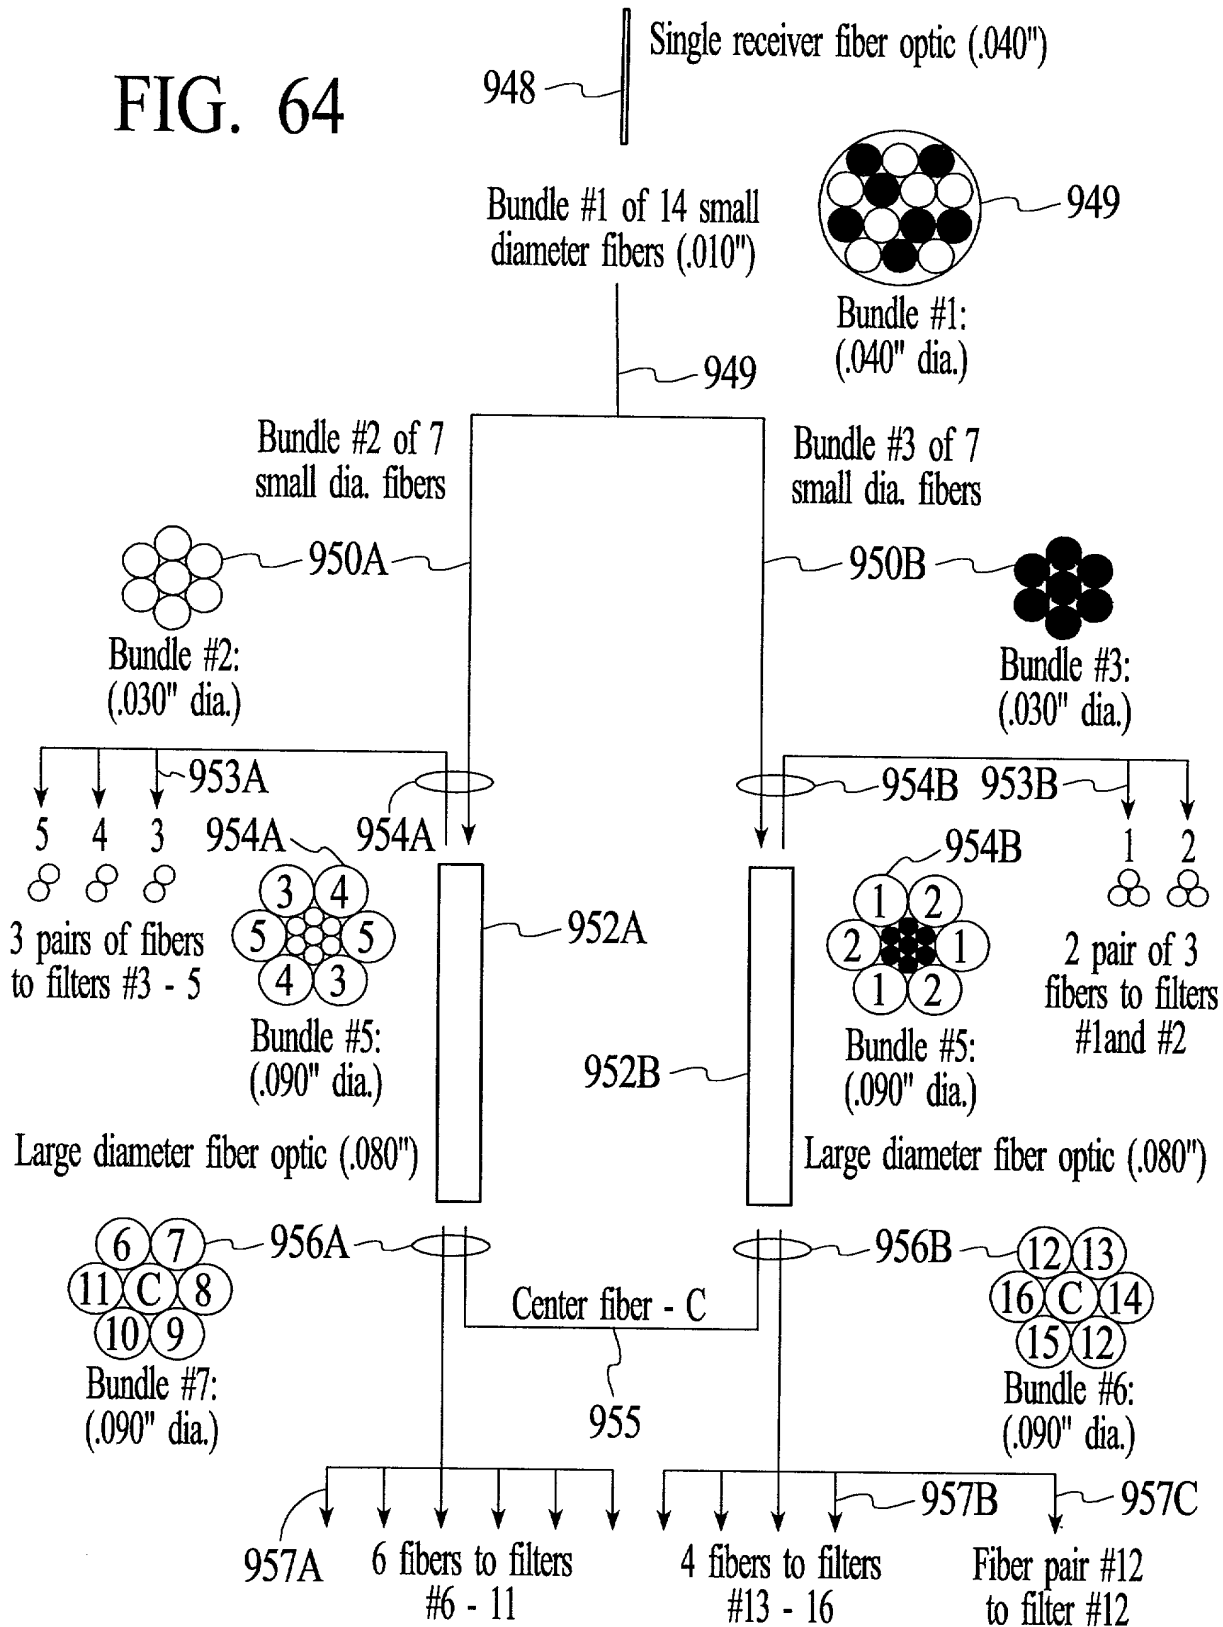 FIG. 64
Single receiver fiber optic (.040")
948
Bundle #1 of 14 small
diameter fibers (.010")
949
Bundle #1:
(.040" dia.)
949
Bundle #2 of 7
small dia. fibers
Bundle #3 of 7
small dia. fibers
950A
950B
Bundle #2:
(.030" dia.)
Bundle #3:
(.030" dia.)
953A
954A
954A
954B
953B
954B
5 4 3
1 2
3 4
5 5
4 3
1 2
2 1
1 2
3 pairs of fibers
to filters #3 - 5
952A
2 pair of 3
fibers to filters
#1and #2
Bundle #5:
(.090" dia.)
952B
Bundle #5:
(.090" dia.)
Large diameter fiber optic (.080")
Large diameter fiber optic (.080")
6 7
11 C 8
10 9
956A
956B
12 13
16 C 14
15 12
Center fiber - C
Bundle #7:
(.090" dia.)
955
Bundle #6:
(.090" dia.)
957A
957B
957C
6 fibers to filters
#6 - 11
4 fibers to filters
#13 - 16
Fiber pair #12
to filter #12